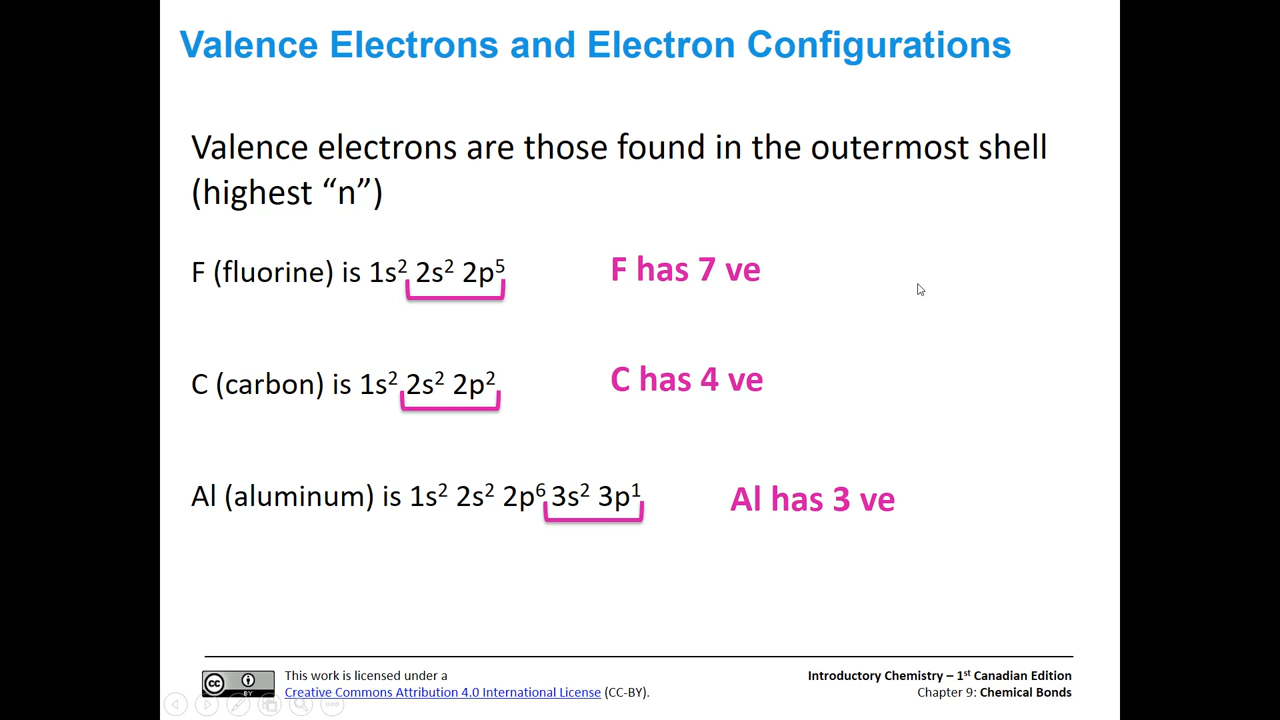 Valence Electrons and Electron Configurations
Valence electrons are those found in the outermost shell
(highest “n”)
F (fluorine) is 1s² 2s² 2p⁵ F has 7 ve
C (carbon) is 1s² 2s² 2p² C has 4 ve
Al (aluminum) is 1s² 2s² 2p⁶ 3s² 3p¹ Al has 3 ve
cc BY
This work is licensed under a
Creative Commons Attribution 4.0 International License (CC-BY).
Introductory Chemistry – 1st Canadian Edition
Chapter 9: Chemical Bonds